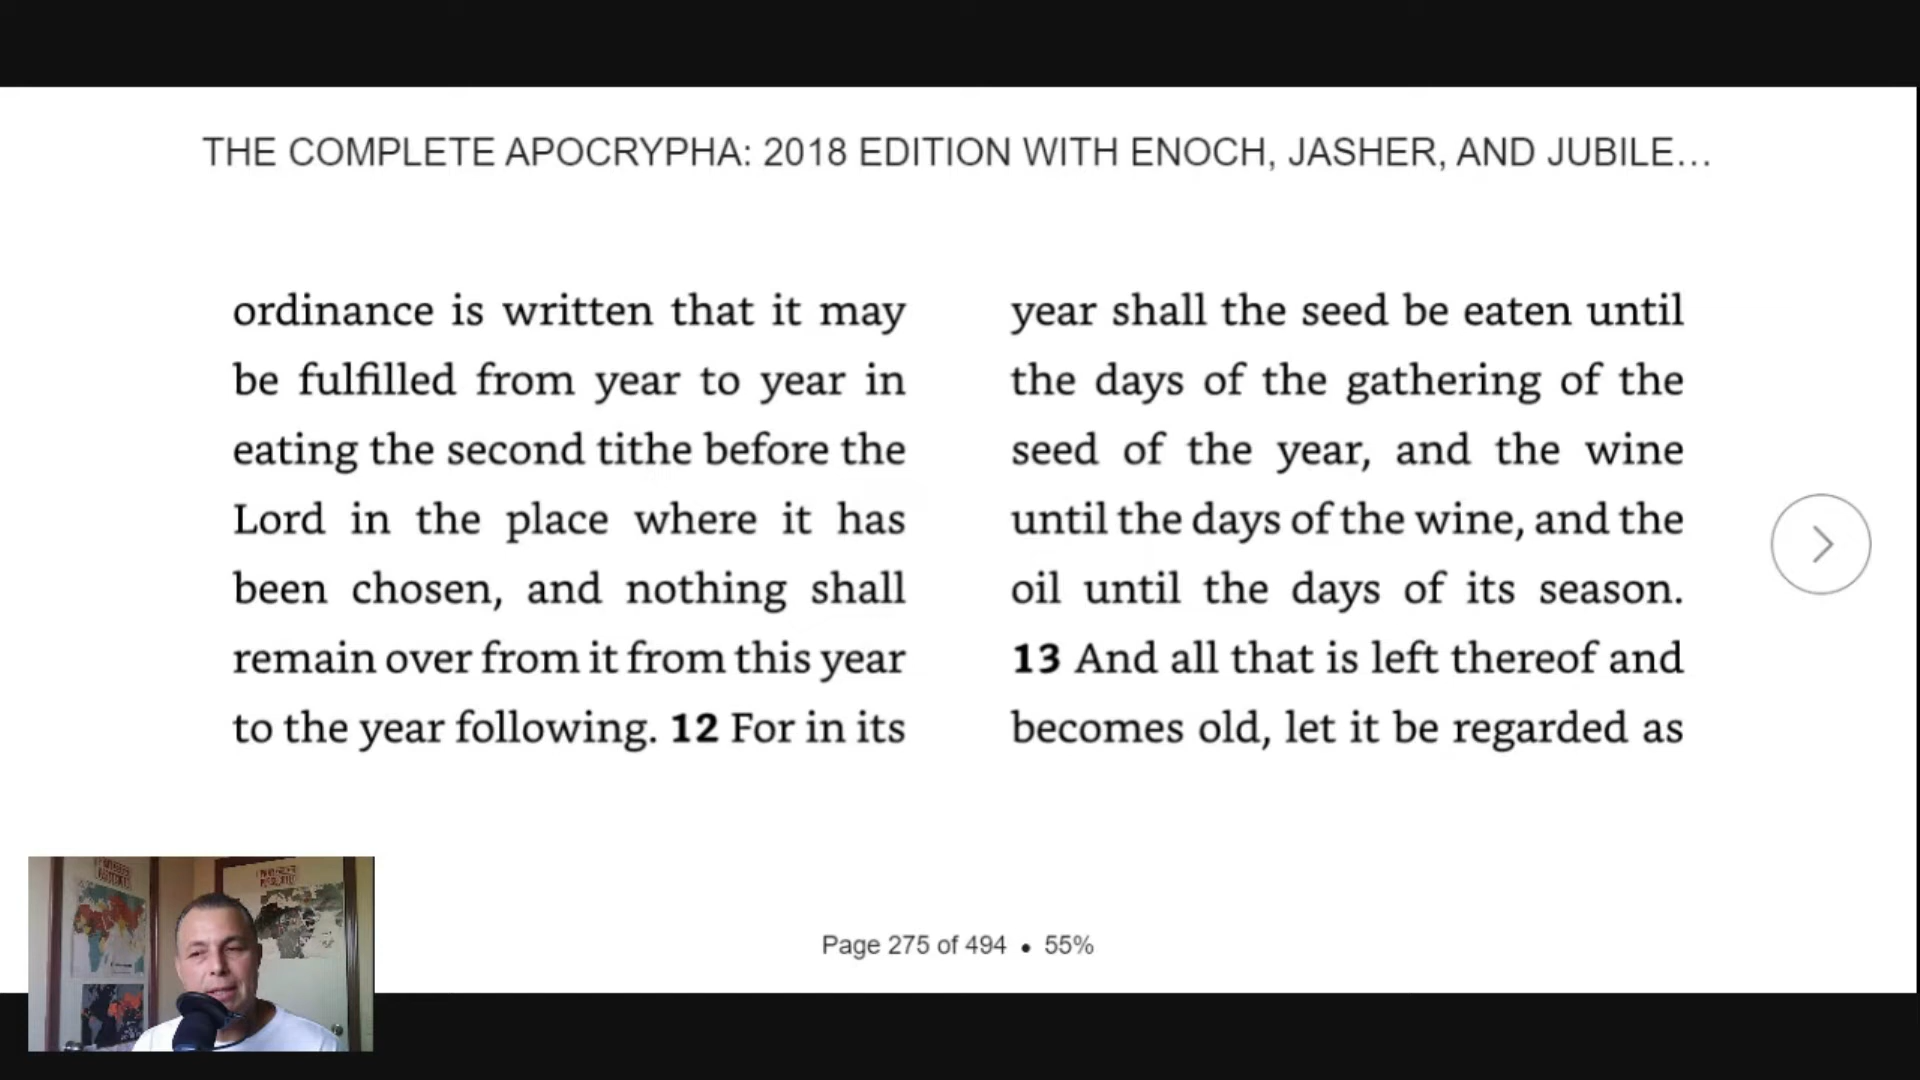 THE COMPLETE APOCRYPHA: 2018 EDITION WITH ENOCH, JASHER, AND JUBILE...
ordinance is written that it may
be fulfilled from year to year in
eating the second tithe before the
Lord in the place where it has
been chosen, and nothing shall
remain over from it from this year
to the year following. 12 For in its
year shall the seed be eaten until
the days of the gathering of the
seed of the year, and the wine
until the days of the wine, and the
oil until the days of its season.
13 And all that is left thereof and
becomes old, let it be regarded as
Page 275 of 494 • 55%